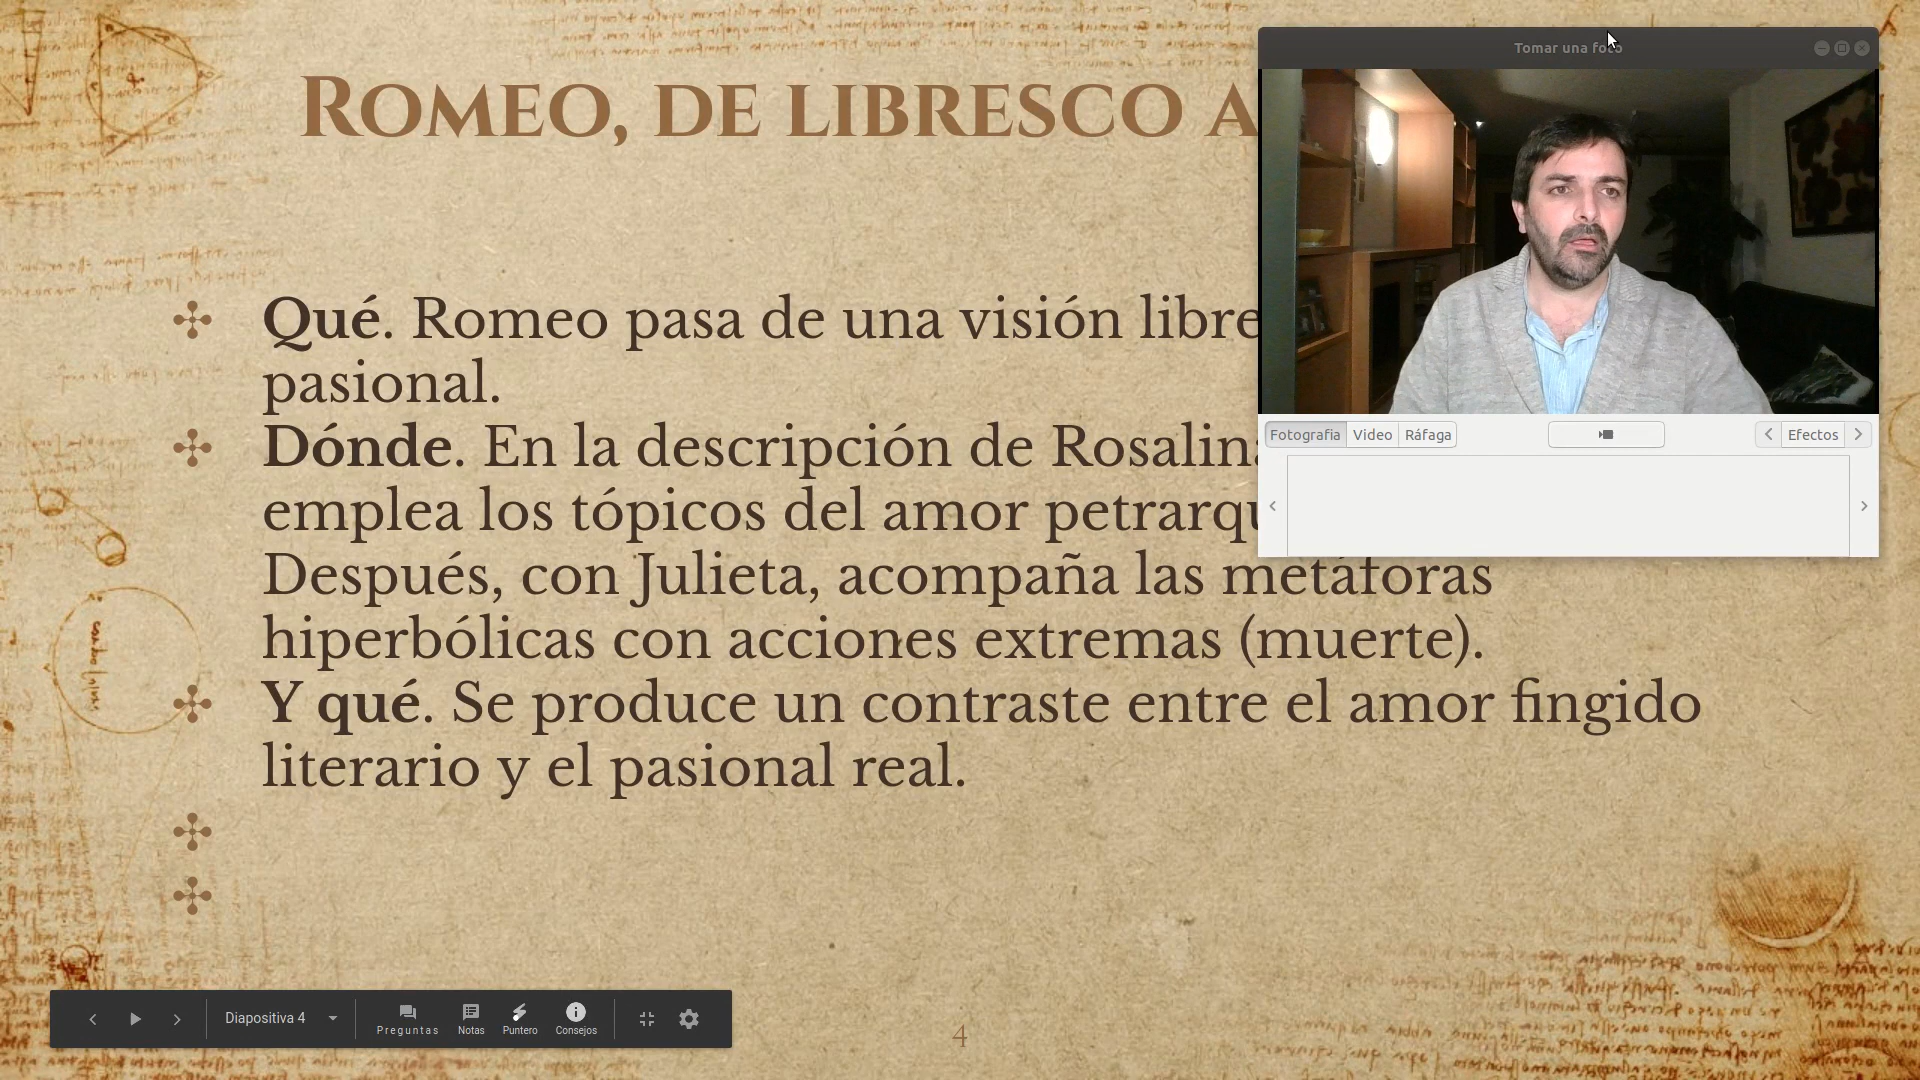 Tomar una foto
ROMEO, DE LIBRESCO A
Qué. Romeo pasa de una visión libre
pasional.
Dónde. En la descripción de Rosalina
emplea los tópicos del amor petrarqu
Después, con Julieta, acompaña las metáforas
hiperbólicas con acciones extremas (muerte).
Y qué. Se produce un contraste entre el amor fingido
literario y el pasional real.
Fotografia Video Ráfaga Efectos
Diapositiva 4 Preguntas Notas Puntero Consejos
4